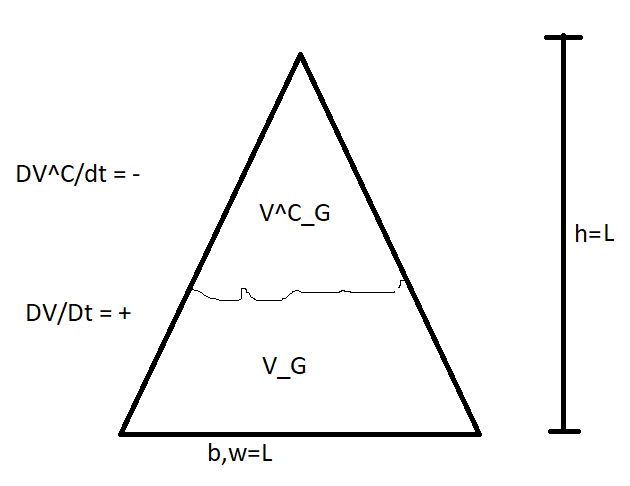 DV^C/dt = -
V^C_G
h=L
DV/Dt = +
V_G
b,w=L